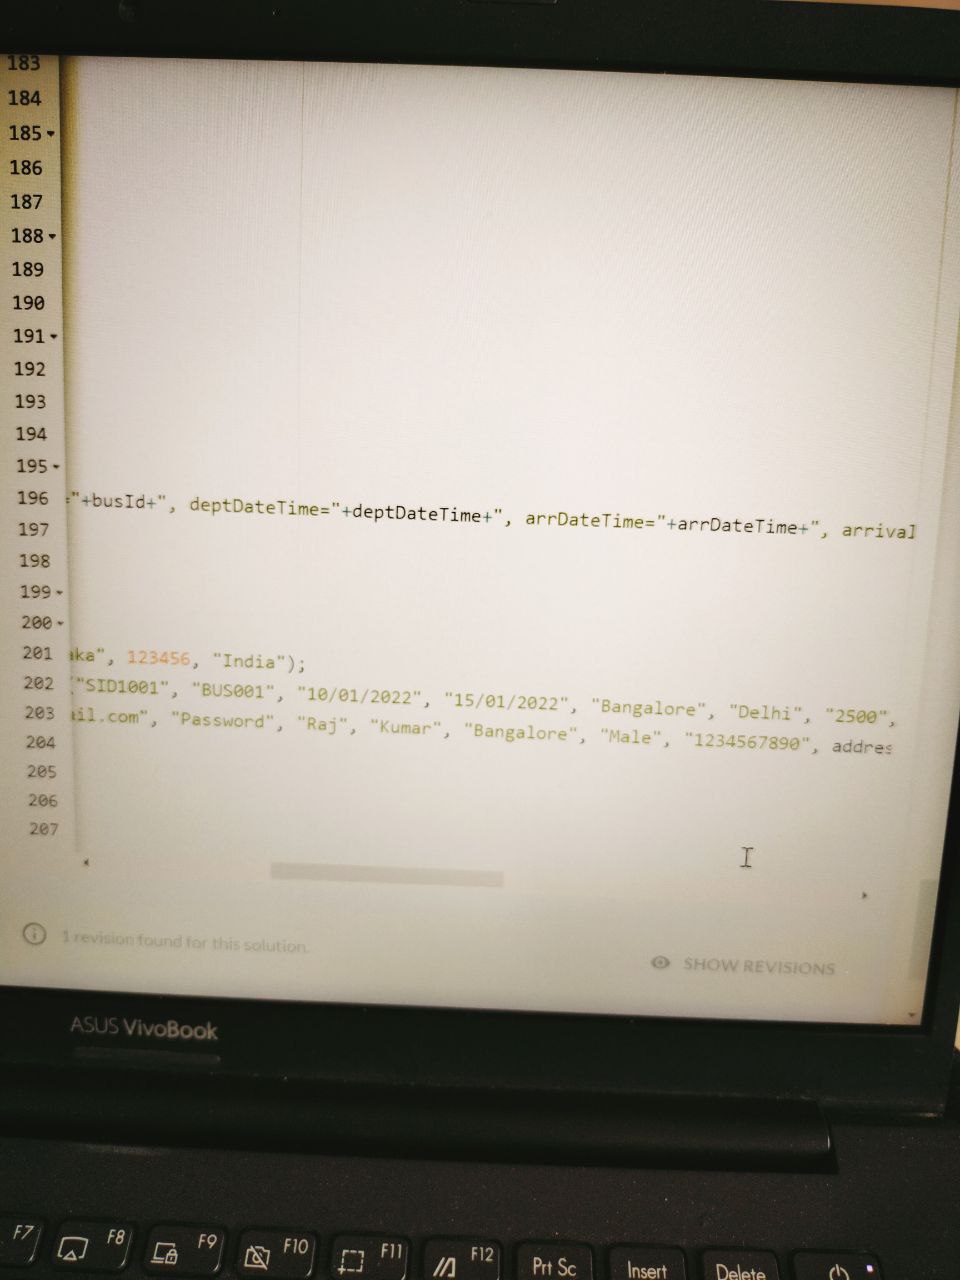 183
184
185
186
187
188
189
190
191
192
193
194
195
196 ="+busId+", deptDateTime="+deptDateTime+", arrDateTime="+arrDateTime+", arrival
197
198
199
200
201 aka", 123456, "India");
202 ("SID1001", "BUS001", "10/01/2022", "15/01/2022", "Bangalore", "Delhi", "2500",
203 ail.com", "Password", "Raj", "Kumar", "Bangalore", "Male", "1234567890", addres
204
205
206
207
1 revision found for this solution.
SHOW REVISIONS
ASUS VivoBook
F7 F8 F9 F10 F11 F12 Prt Sc Insert Delete